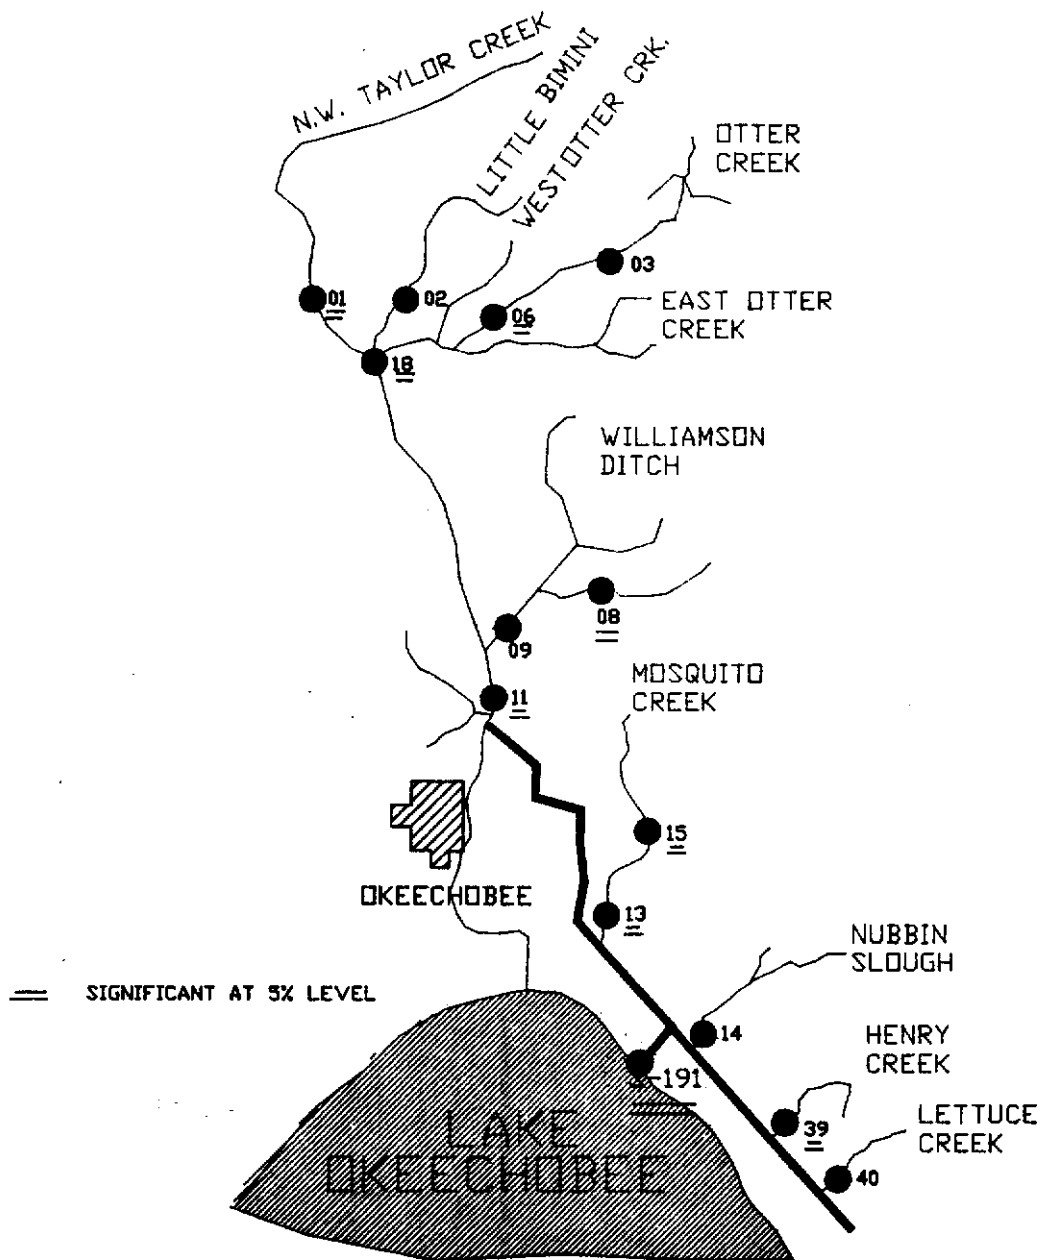 N.W. TAYLOR CREEK
LITTLE BIMINI
WEST OTTER CRK.
OTTER
CREEK
03
01
02
06
EAST OTTER
CREEK
18
WILLIAMSON
DITCH
08
09
MOSQUITO
CREEK
11
15
OKEECHOBEE
13
NUBBIN
SLOUGH
SIGNIFICANT AT 5% LEVEL
14
HENRY
CREEK
S-191
LETTUCE
CREEK
39
40
LAKE
OKEECHOBEE